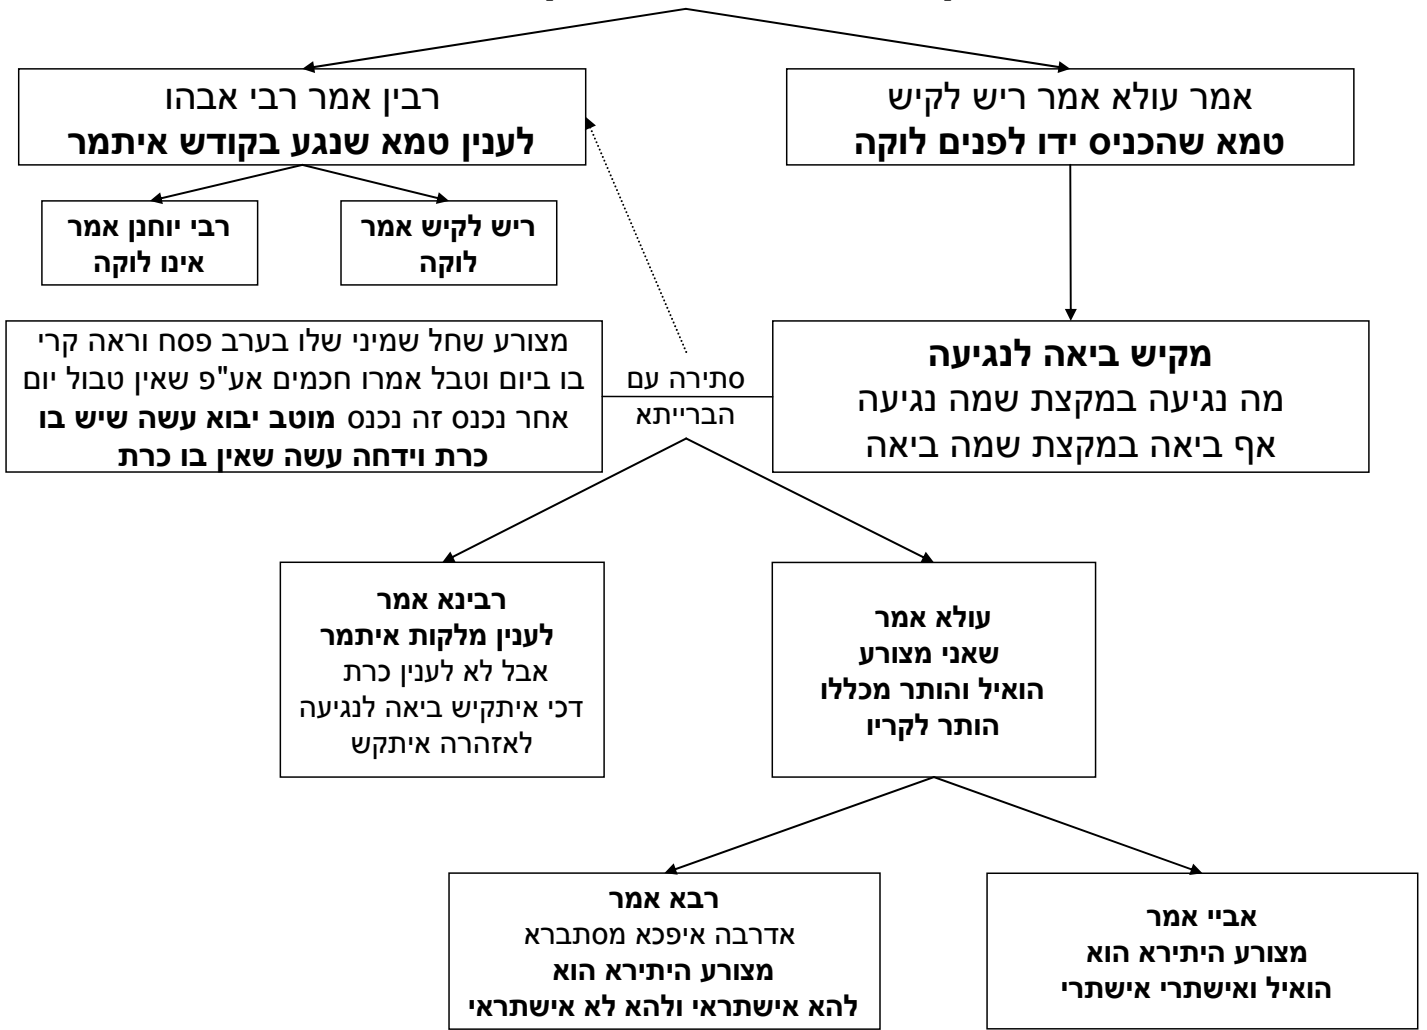 אמר עולא אמר ריש לקיש
טמא שהכניס ידו לפנים לוקה
רבין אמר רבי אבהו
לענין טמא שנגע בקודש איתמר
ריש לקיש אמר
לוקה
רבי יוחנן אמר
אינו לוקה
מקיש ביאה לנגיעה
מה נגיעה במקצת שמה נגיעה
אף ביאה במקצת שמה ביאה
סתירה עם
הברייתא
מצורע שחל שמיני שלו בערב פסח וראה קרי
בו ביום וטבל אמרו חכמים אע"פ שאין טבול יום
אחר נכנס זה נכנס מוטב יבוא עשה שיש בו
כרת וידחה עשה שאין בו כרת
עולא אמר
שאני מצורע
הואיל והותר מכללו
הותר לקריו
רבינא אמר
לענין מלקות איתמר
אבל לא לענין כרת
דכי איתקיש ביאה לנגיעה
לאזהרה איתקש
אביי אמר
מצורע היתירא הוא
הואיל ואישתרי אישתרי
רבא אמר
אדרבה איפכא מסתברא
מצורע היתירא הוא
להא אישתראי ולהא לא אישתראי